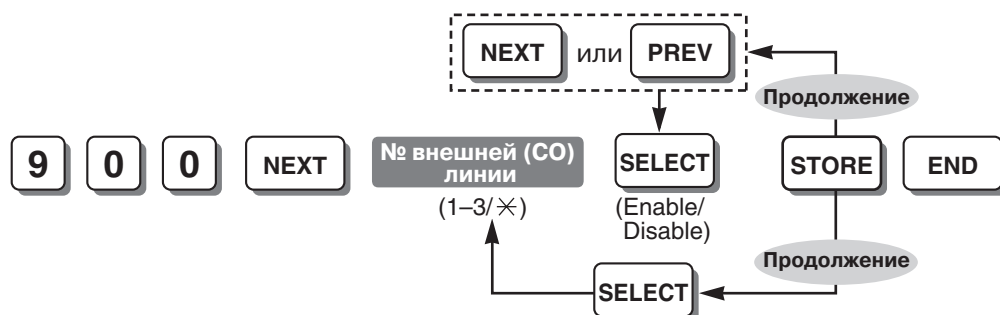 NEXT или PREV
Продолжение
9 0 0 NEXT № внешней (CO) линии SELECT STORE END
(1–3/✳) (Enable/
Disable)
Продолжение
SELECT